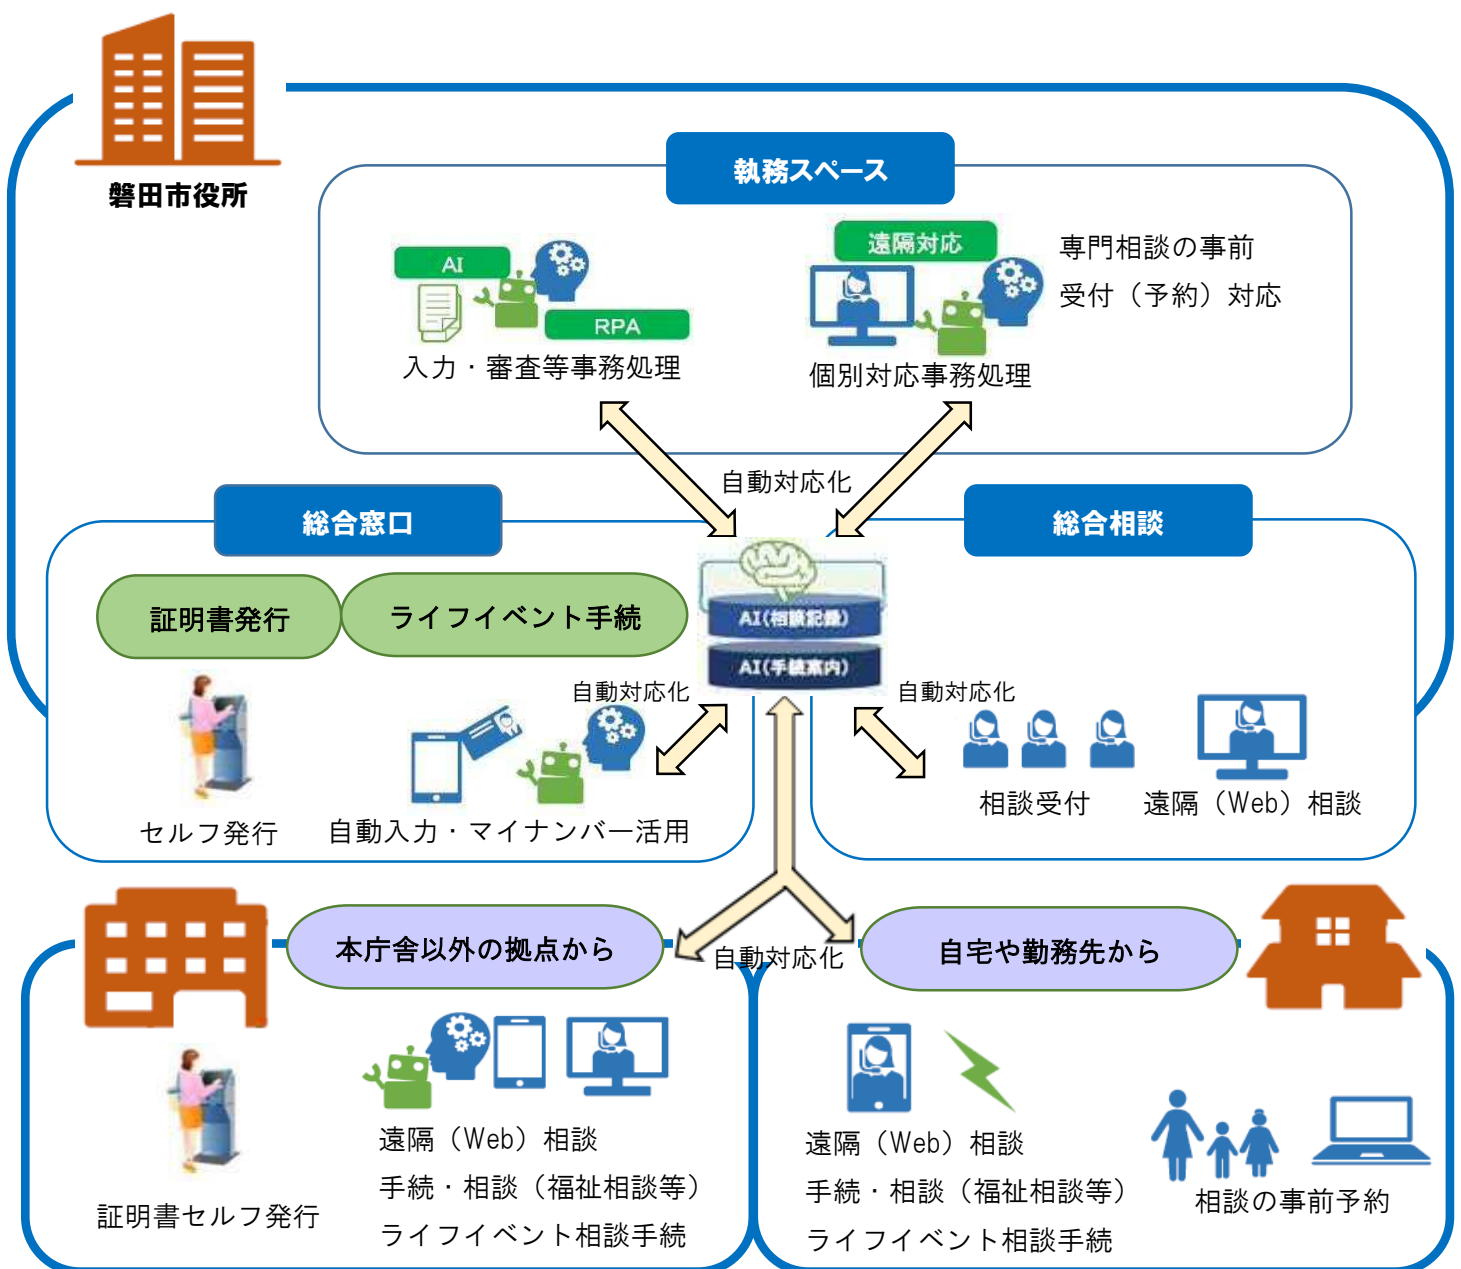 磐田市役所
執務スペース
AI
RPA
入力・審査等事務処理
遠隔対応
個別対応事務処理
専門相談の事前
受付（予約）対応
自動対応化
総合窓口
総合相談
証明書発行
ライフイベント手続
AI(相談記録)
AI(手続案内)
自動対応化
自動対応化
セルフ発行
自動入力・マイナンバー活用
相談受付
遠隔（Web）相談
本庁舎以外の拠点から
自動対応化
自宅や勤務先から
証明書セルフ発行
遠隔（Web）相談
手続・相談（福祉相談等）
ライフイベント相談手続
遠隔（Web）相談
手続・相談（福祉相談等）
ライフイベント相談手続
相談の事前予約